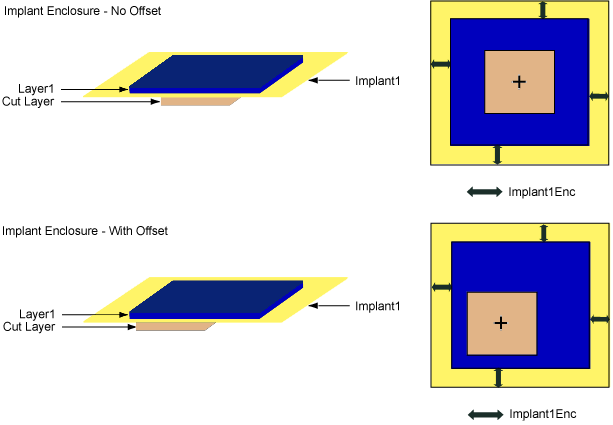 Implant Enclosure - No Offset
Layer1
Cut Layer
Implant1
+
Implant1Enc
Implant Enclosure - With Offset
Layer1
Cut Layer
Implant1
+
Implant1Enc